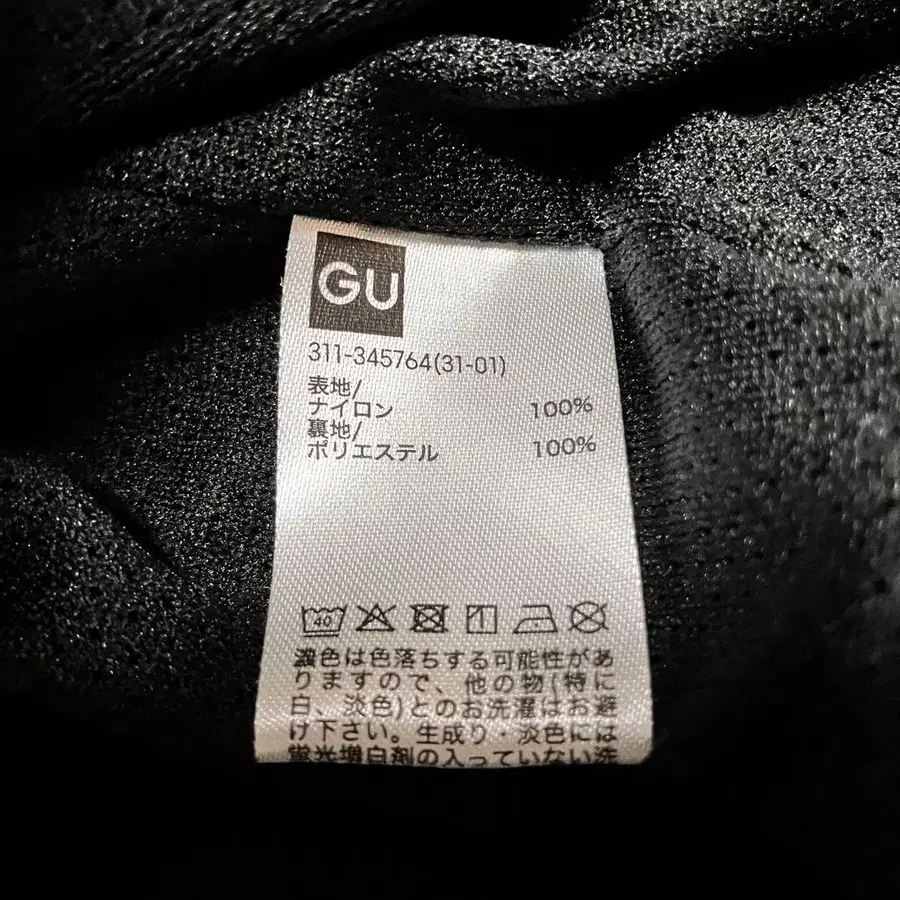 GU
311-345764(31-01)
表地/
ナイロン 100%
裏地/
ポリエステル 100%
40
濃色は色落ちする可能性があ
りますので、他の物(特に
白、淡色)とのお洗濯はお避
け下さい。生成り・淡色には
蛍光増白剤の入っていない洗